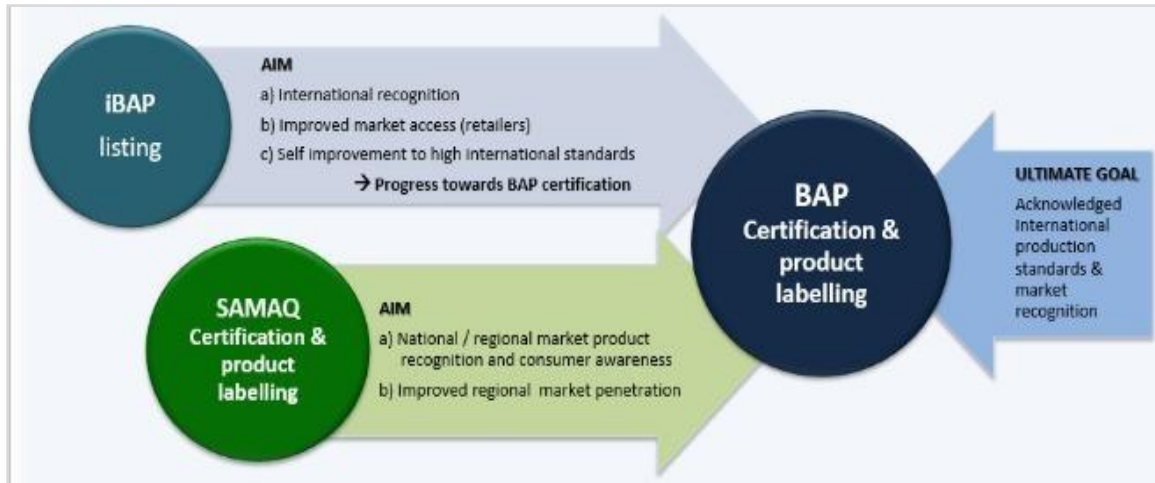 iBAP
listing
AIM
a) International recognition
b) Improved market access (retailers)
c) Self improvement to high international standards
→ Progress towards BAP certification
SAMAQ
Certification &
product
labelling
AIM
a) National / regional market product
recognition and consumer awareness
b) Improved regional market penetration
BAP
Certification &
product
labelling
ULTIMATE GOAL
Acknowledged
International
production
standards &
market
recognition